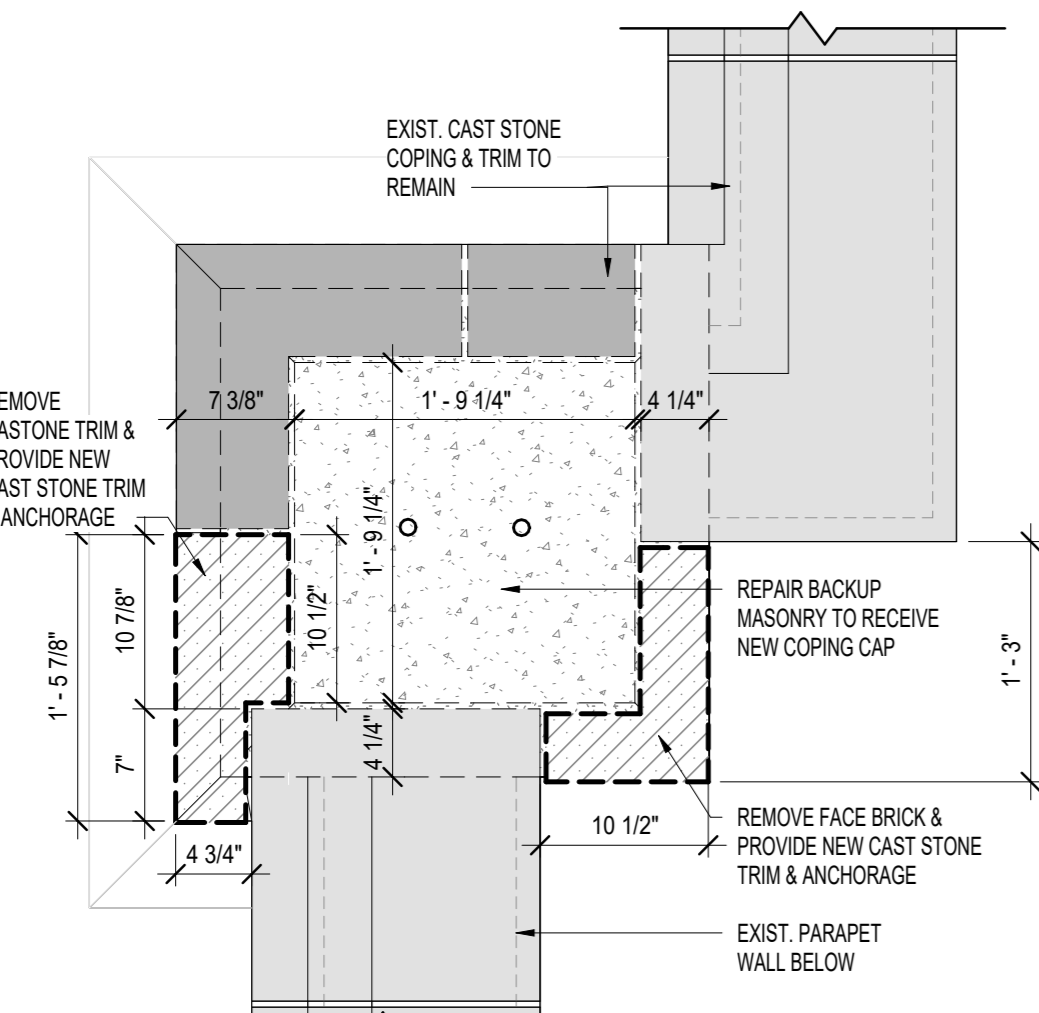 EXIST. CAST STONE
COPING & TRIM TO
REMAIN
EMOVE
ASTONE TRIM &
ROVIDE NEW
AST STONE TRIM
ANCHORAGE
7 3/8"
1' - 9 1/4"
4 1/4"
1' - 9 1/4"
10 1/2"
4 1/4"
1' - 5 7/8"
10 7/8"
7"
4 3/4"
10 1/2"
1' - 3"
REPAIR BACKUP
MASONRY TO RECEIVE
NEW COPING CAP
REMOVE FACE BRICK &
PROVIDE NEW CAST STONE
TRIM & ANCHORAGE
EXIST. PARAPET
WALL BELOW